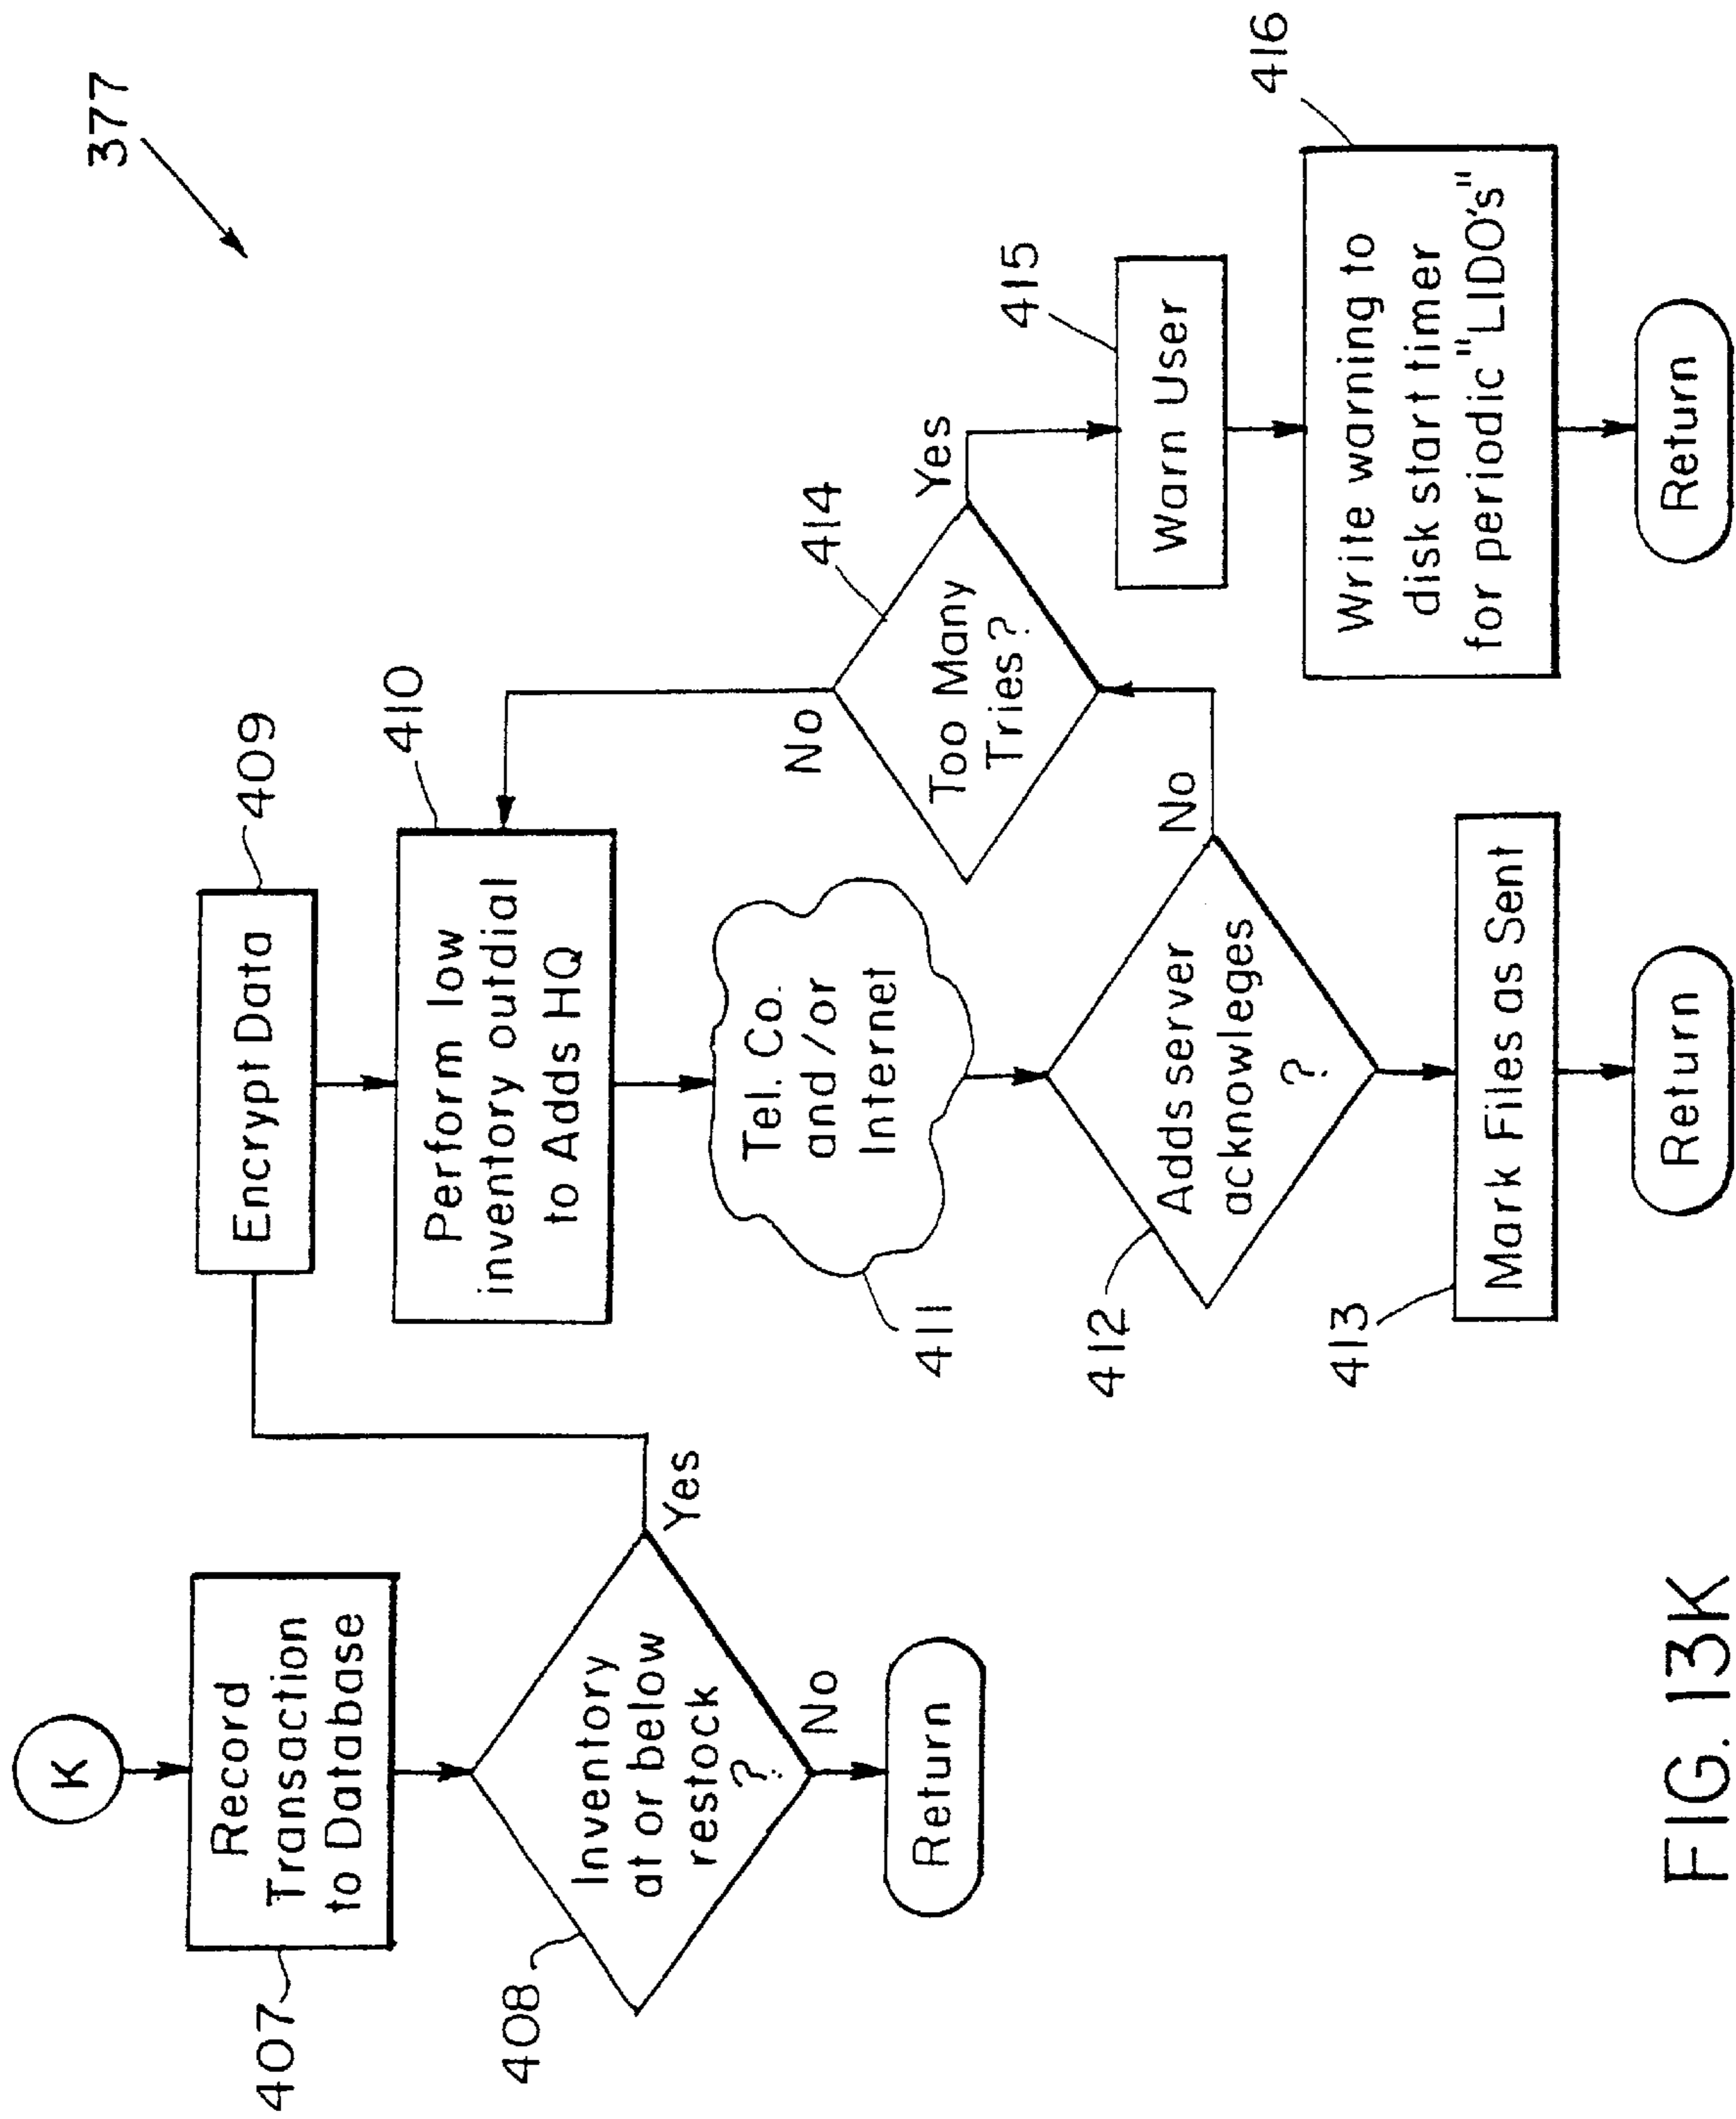 377
K
Record
Transaction
to Database
407
Inventory
at or below
restock
?
408
Yes
No
Return
Encrypt Data
409
Perform low
inventory outdial
to Adds HQ
410
Tel. Co.
and/or
Internet
411
Adds server
acknowleges
?
412
No
Mark Files as Sent
413
Return
Too Many
Tries?
414
No
Yes
Warn User
415
Write warning to
disk start timer
for periodic "LIDO's"
416
Return
FIG. 13K